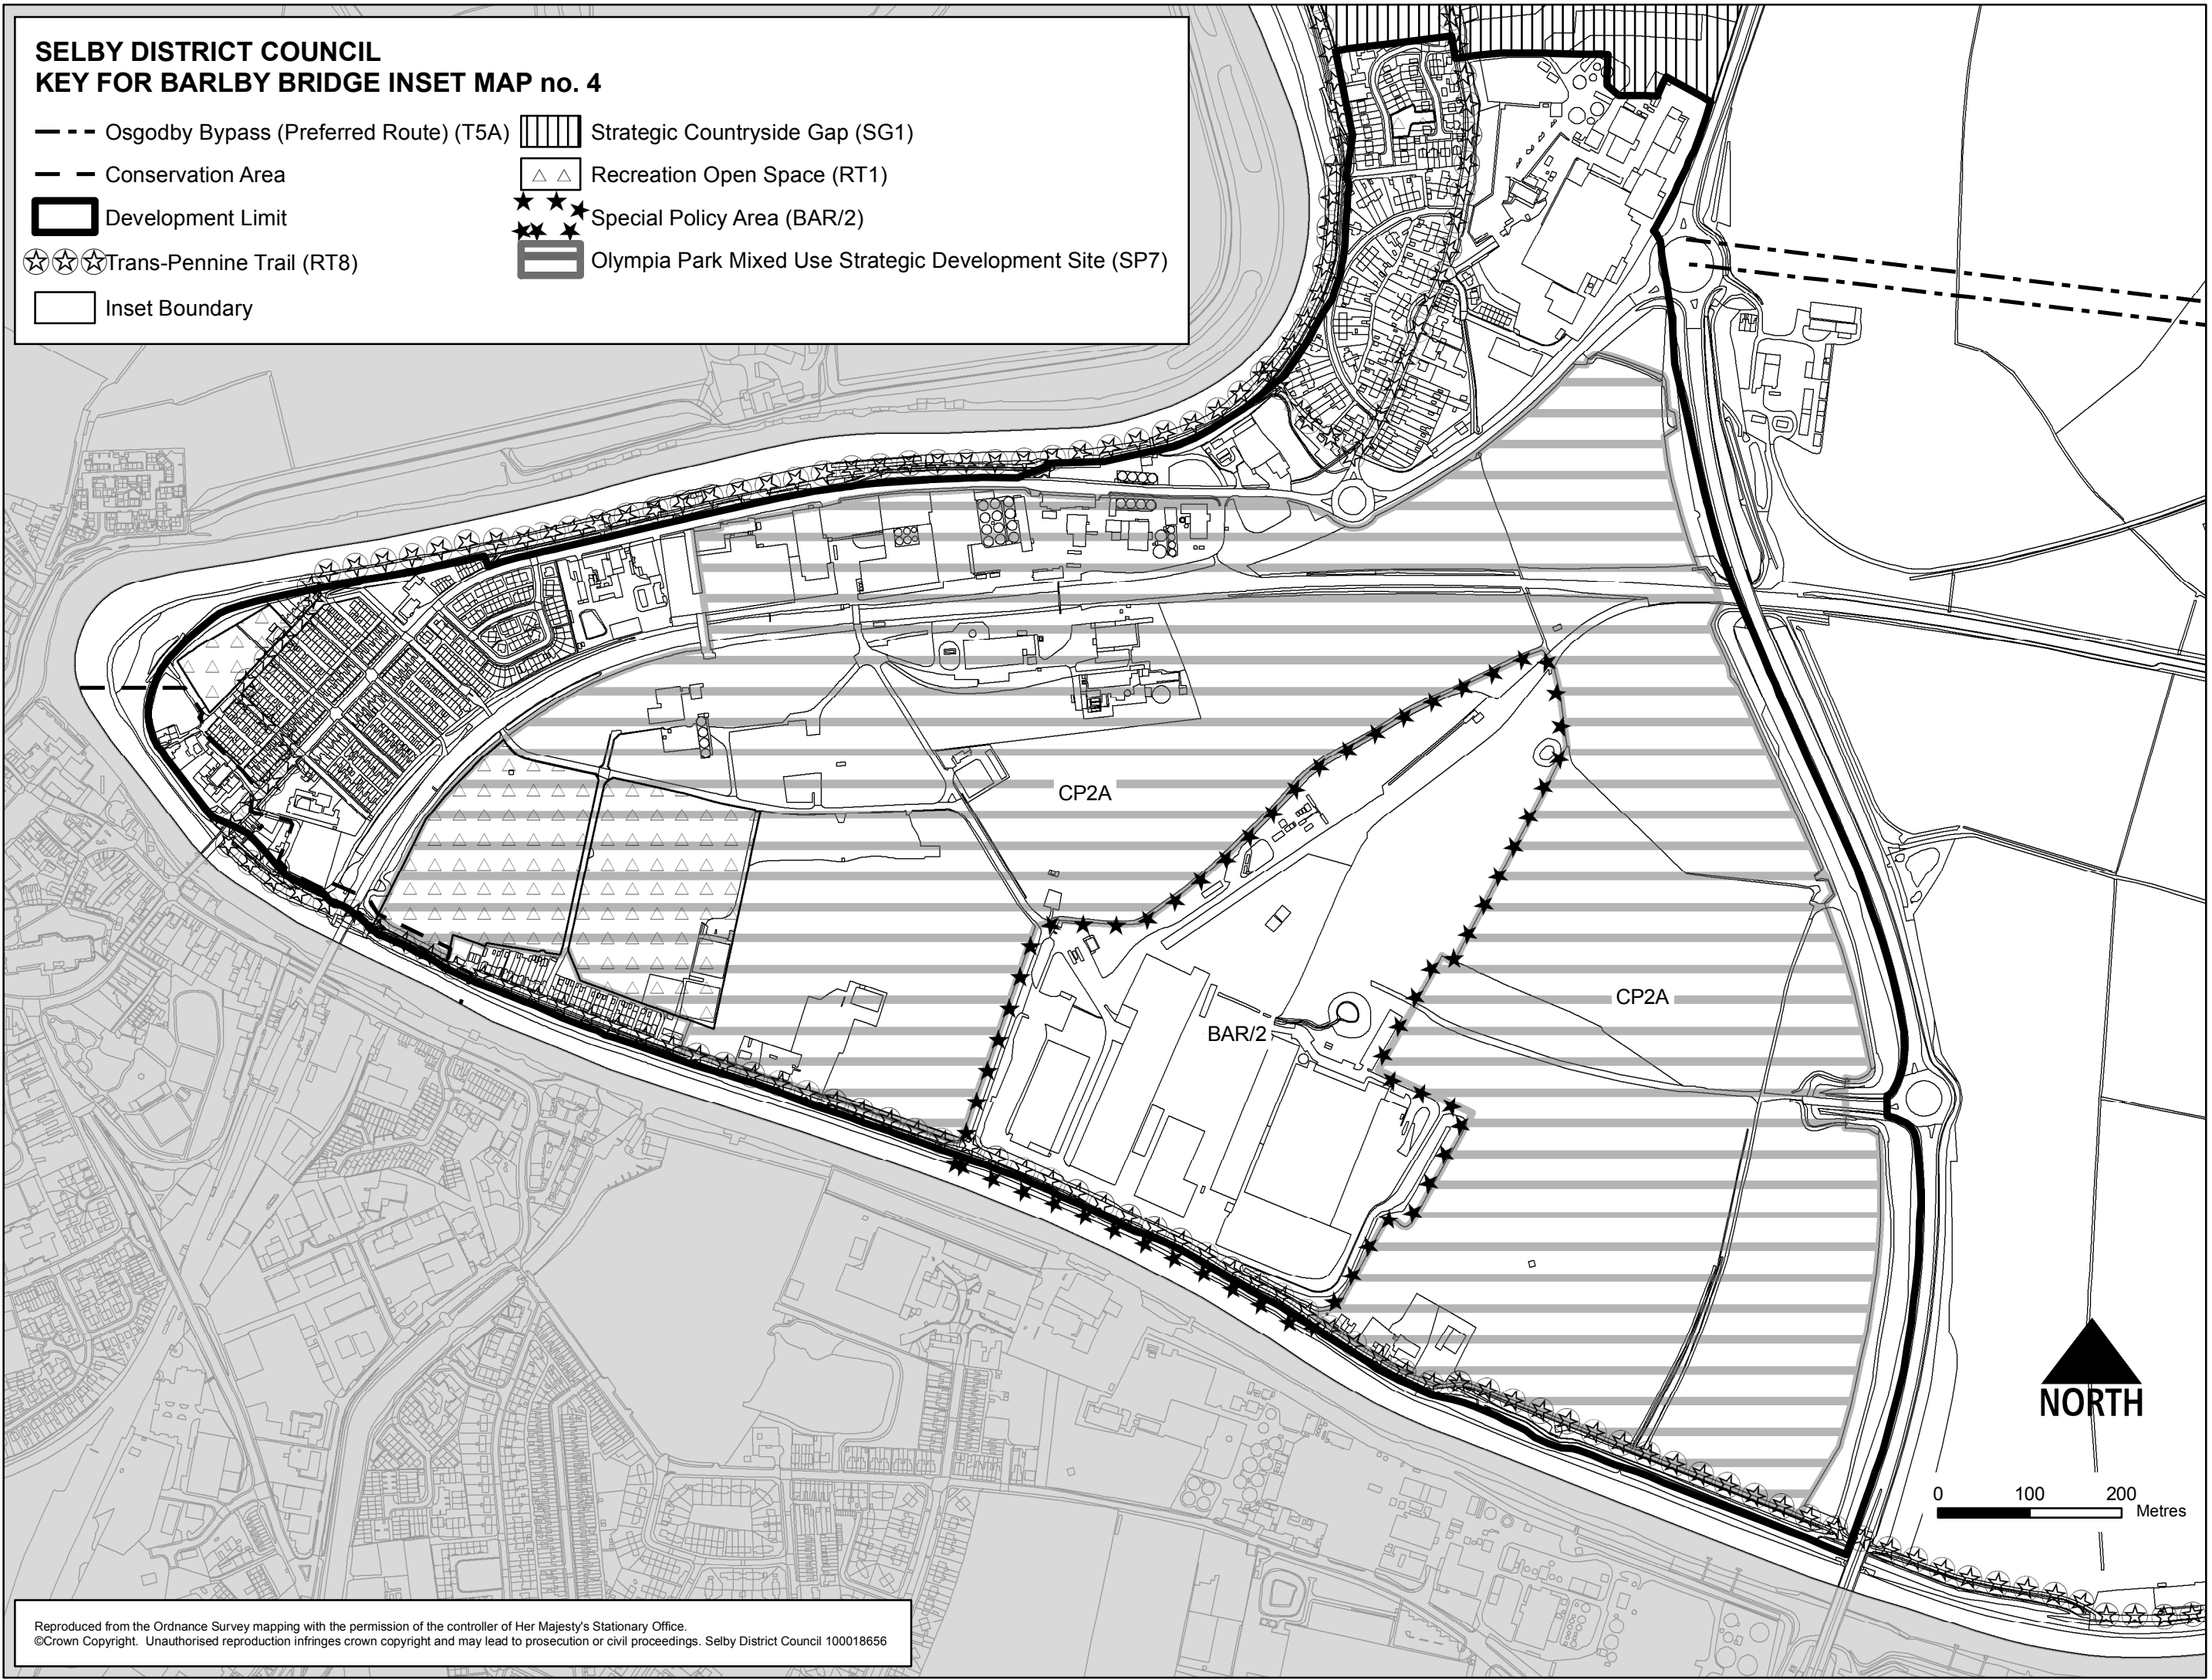 SELBY DISTRICT COUNCIL
KEY FOR BARLBY BRIDGE INSET MAP no. 4
Osgodby Bypass (Preferred Route) (T5A)
Conservation Area
Development Limit
Trans-Pennine Trail (RT8)
Inset Boundary
Strategic Countryside Gap (SG1)
Recreation Open Space (RT1)
Special Policy Area (BAR/2)
Olympia Park Mixed Use Strategic Development Site (SP7)
CP2A
CP2A
BAR/2
NORTH
0 100 200
Metres
Reproduced from the Ordnance Survey mapping with the permission of the controller of Her Majesty's Stationary Office.
©Crown Copyright. Unauthorised reproduction infringes crown copyright and may lead to prosecution or civil proceedings. Selby District Council 100018656